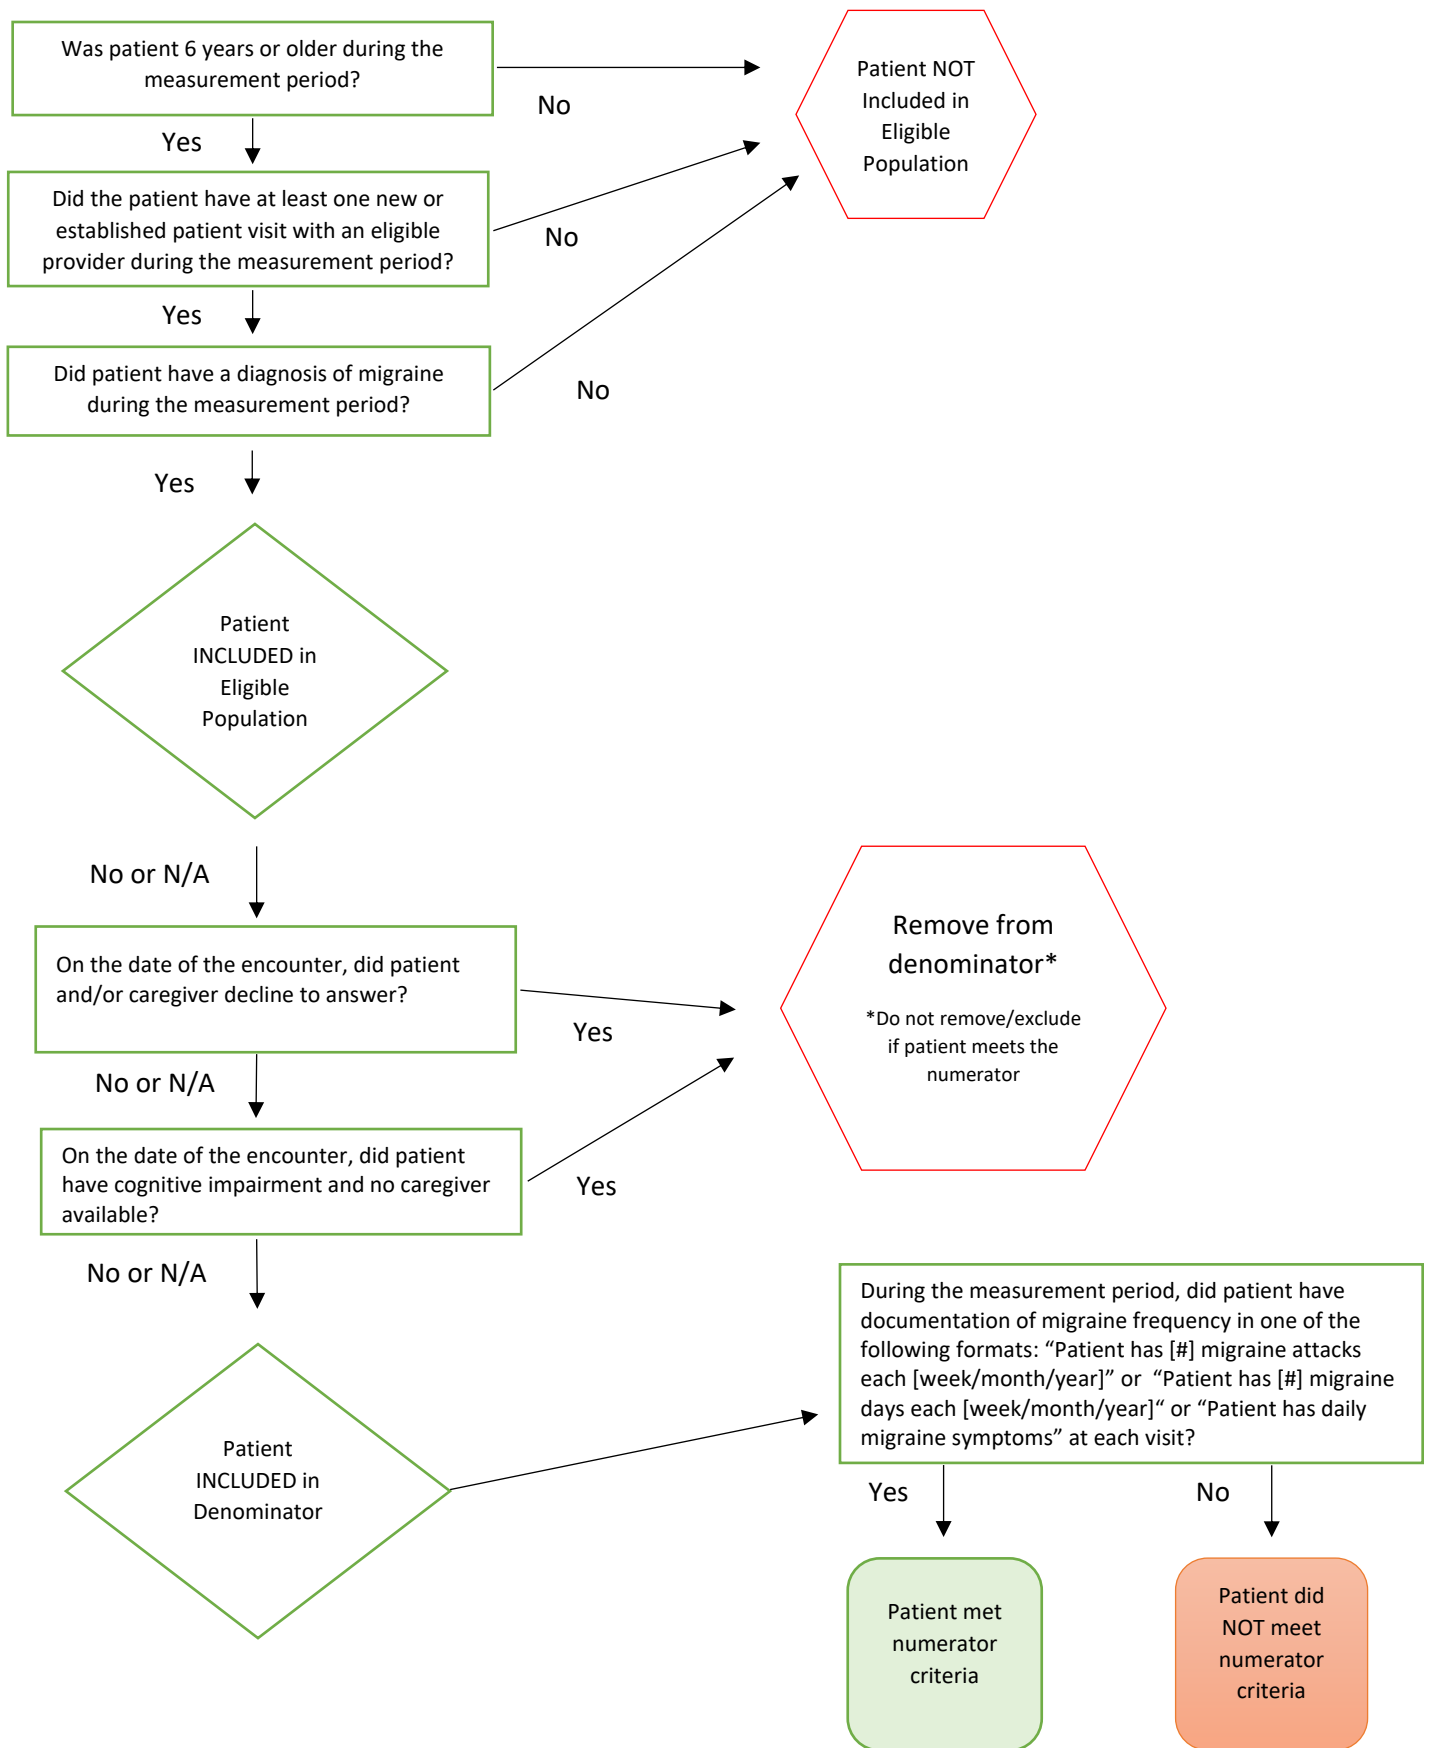 Was patient 6 years or older during the
measurement period?
No
Patient NOT
Included in
Eligible
Population
Yes
Did the patient have at least one new or
established patient visit with an eligible
provider during the measurement period?
No
Yes
Did patient have a diagnosis of migraine
during the measurement period?
No
Yes
Patient
INCLUDED in
Eligible
Population
No or N/A
On the date of the encounter, did patient
and/or caregiver decline to answer?
Yes
Remove from
denominator*
*Do not remove/exclude
if patient meets the
numerator
No or N/A
On the date of the encounter, did patient
have cognitive impairment and no caregiver
available?
Yes
No or N/A
Patient
INCLUDED in
Denominator
During the measurement period, did patient have
documentation of migraine frequency in one of the
following formats: “Patient has [#] migraine attacks
each [week/month/year]” or  “Patient has [#] migraine
days each [week/month/year]“ or “Patient has daily
migraine symptoms” at each visit?
Yes
No
Patient met
numerator
criteria
Patient did
NOT meet
numerator
criteria